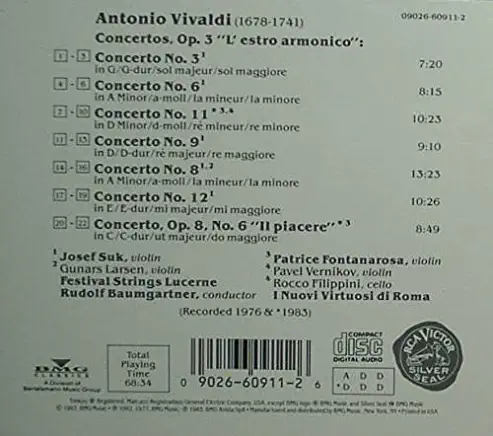 Antonio Vivaldi (1678-1741)
09026-60911-2
Concertos, Op. 3 "L' estro armonico":
1 - 3 Concerto No. 3¹
in G/G-dur/sol majeur/sol maggiore 7:20
4 - 6 Concerto No. 6¹
in A Minor/a-moll/la mineur/la minore 8:15
7 - 10 Concerto No. 11*3,4
in D Minor/d-moll/ré mineur/re minore 10:23
11 - 13 Concerto No. 9¹
in D/D-dur/ré majeur/re maggiore 9:10
14 - 16 Concerto No. 8¹,²
in A Minor/a-moll/la mineur/la minore 13:23
17 - 19 Concerto No. 12¹
in E/E-dur/mi majeur/mi maggiore 10:26
20 - 22 Concerto, Op. 8, No. 6 "Il piacere"*3
in C/C-dur/ut majeur/do maggiore 8:49
¹ Josef Suk, violin
² Gunars Larsen, violin
Festival Strings Lucerne
Rudolf Baumgartner, conductor
³ Patrice Fontanarosa, violin
⁴ Pavel Vernikov, violin
Rocco Filippini, cello
I Nuovi Virtuosi di Roma
(Recorded 1976 & *1983)
BMG
CLASSICS
A Division of
Bertelsmann Music Group
Total
Playing
Time
68:34
0 9026-60911-2 6
COMPACT
disc
DIGITAL AUDIO
A D D
*D D D
RCA VICTOR
SILVER
SEAL